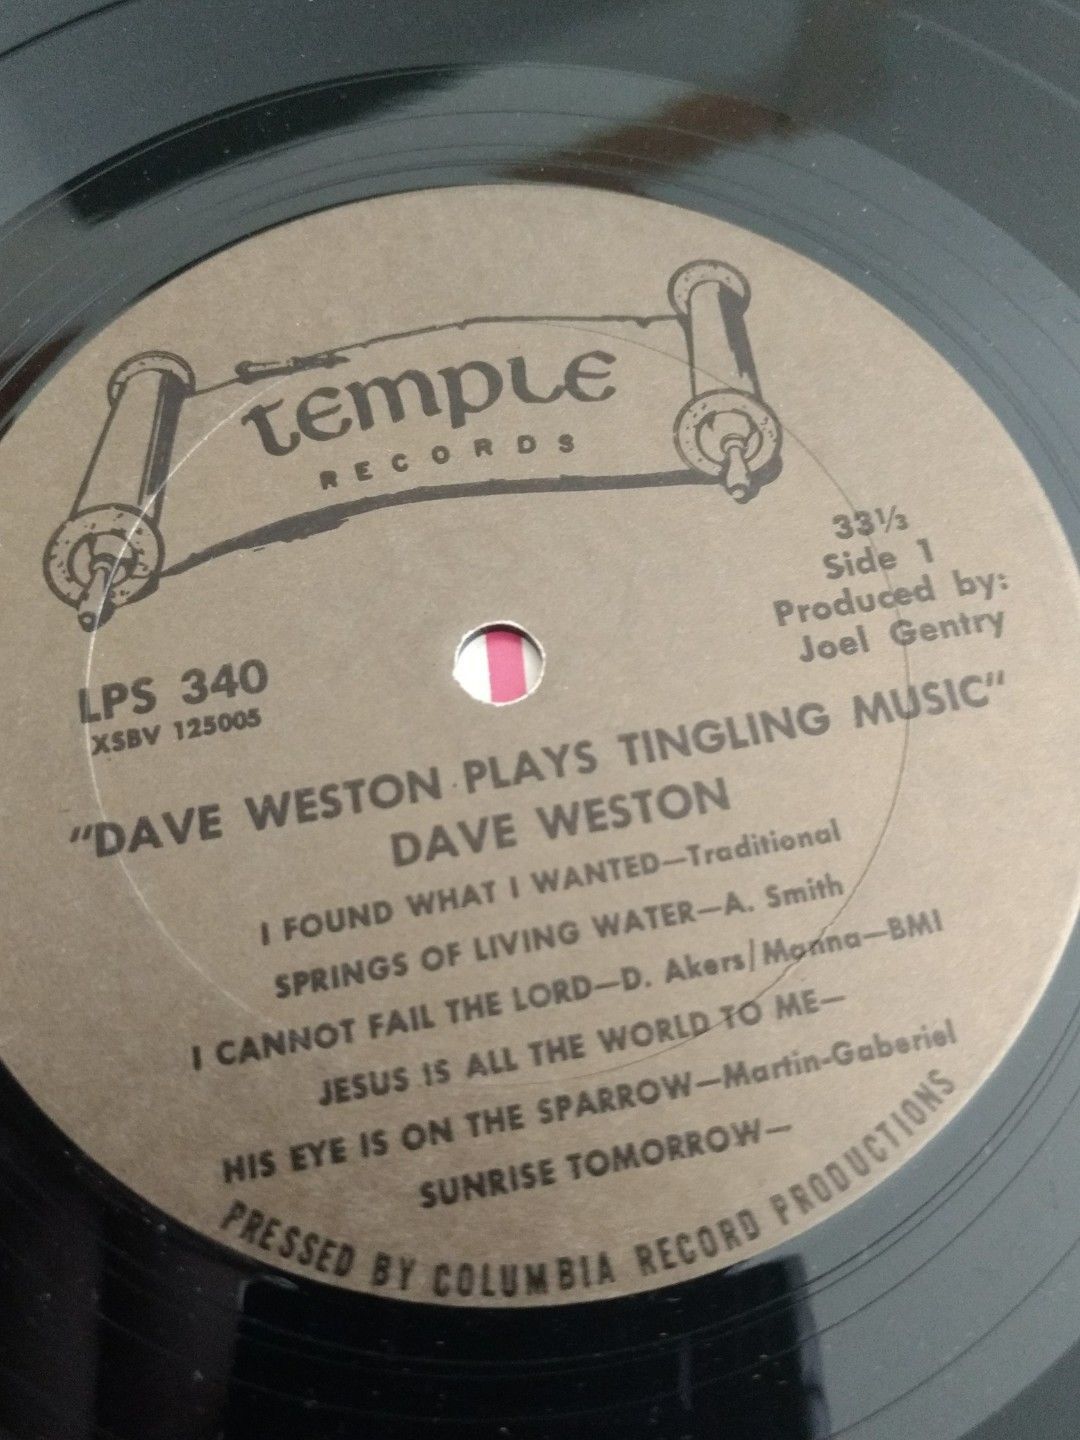 temple
RECORDS
33⅓
Side 1
Produced by:
Joel Gentry
LPS 340
XSBV 125005
"DAVE WESTON PLAYS TINGLING MUSIC"
DAVE WESTON
I FOUND WHAT I WANTED—Traditional
SPRINGS OF LIVING WATER—A. Smith
I CANNOT FAIL THE LORD—D. Akers/Manna—BMI
JESUS IS ALL THE WORLD TO ME—
HIS EYE IS ON THE SPARROW—Martin-Gaberiel
SUNRISE TOMORROW—
PRESSED BY COLUMBIA RECORD PRODUCTIONS